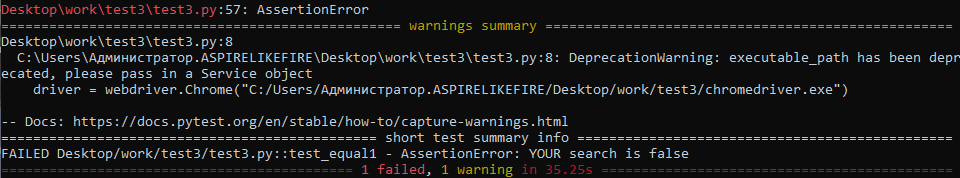 Desktop\work\test3\test3.py:57: AssertionError
================================================ warnings summary =================================================
Desktop\work\test3\test3.py:8
  C:\Users\Администратор.ASPIRELIKEFIRE\Desktop\work\test3\test3.py:8: DeprecationWarning: executable_path has been depr
ecated, please pass in a Service object
    driver = webdriver.Chrome("C:/Users/Администратор.ASPIRELIKEFIRE/Desktop/work/test3/chromedriver.exe")
-- Docs: https://docs.pytest.org/en/stable/how-to/capture-warnings.html
============================================= short test summary info =============================================
FAILED Desktop/work/test3/test3.py::test_equal1 - AssertionError: YOUR search is false
========================================== 1 failed, 1 warning in 35.25s ==========================================